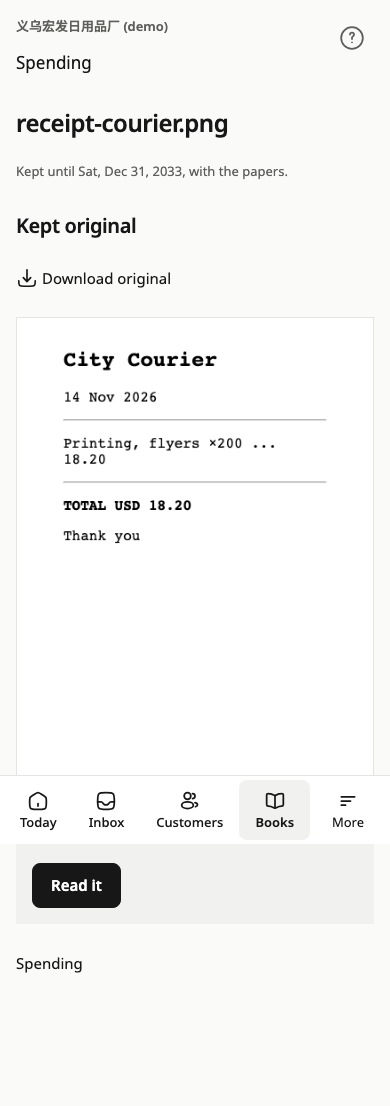 义乌宏发日用品厂 (demo)
Spending
receipt-courier.png
Kept until Sat, Dec 31, 2033, with the papers.
Kept original
Download original
City Courier
14 Nov 2026
Printing, flyers ×200 ...
18.20
TOTAL USD 18.20
Thank you
Today
Inbox
Customers
Books
More
Read it
Spending